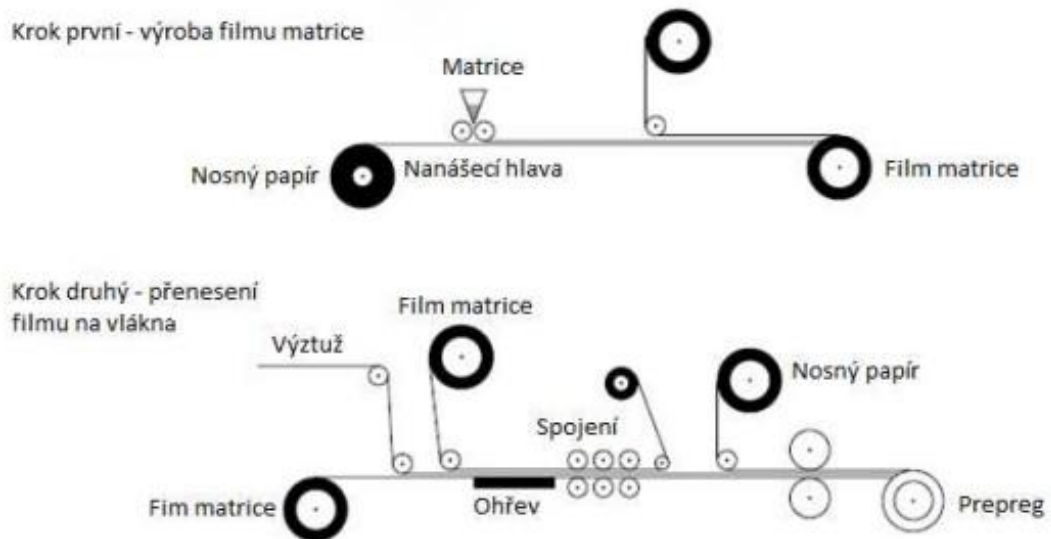 Krok první - výroba filmu matrice
Matrice
Nosný papír
Nanášecí hlava
Film matrice
Krok druhý - přenesení
filmu na vlákna
Film matrice
Výztuž
Nosný papír
Spojení
Fim matrice
Ohřev
Prepreg